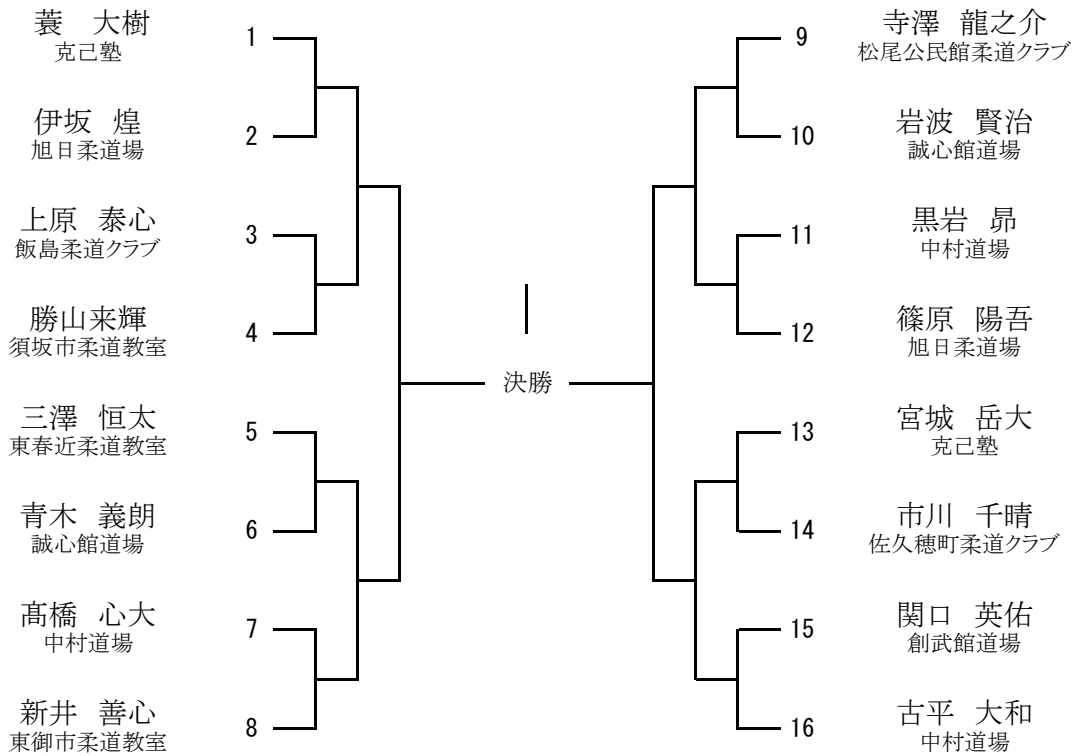 蓑 大樹
克己塾
1
伊坂 煌
旭日柔道場
2
上原 泰心
飯島柔道クラブ
3
勝山来輝
須坂市柔道教室
4
三澤 恒太
東春近柔道教室
5
青木 義朗
誠心館道場
6
髙橋 心大
中村道場
7
新井 善心
東御市柔道教室
8
決勝
9
寺澤 龍之介
松尾公民館柔道クラブ
10
岩波 賢治
誠心館道場
11
黒岩 昴
中村道場
12
篠原 陽吾
旭日柔道場
13
宮城 岳大
克己塾
14
市川 千晴
佐久穂町柔道クラブ
15
関口 英佑
創武館道場
16
古平 大和
中村道場